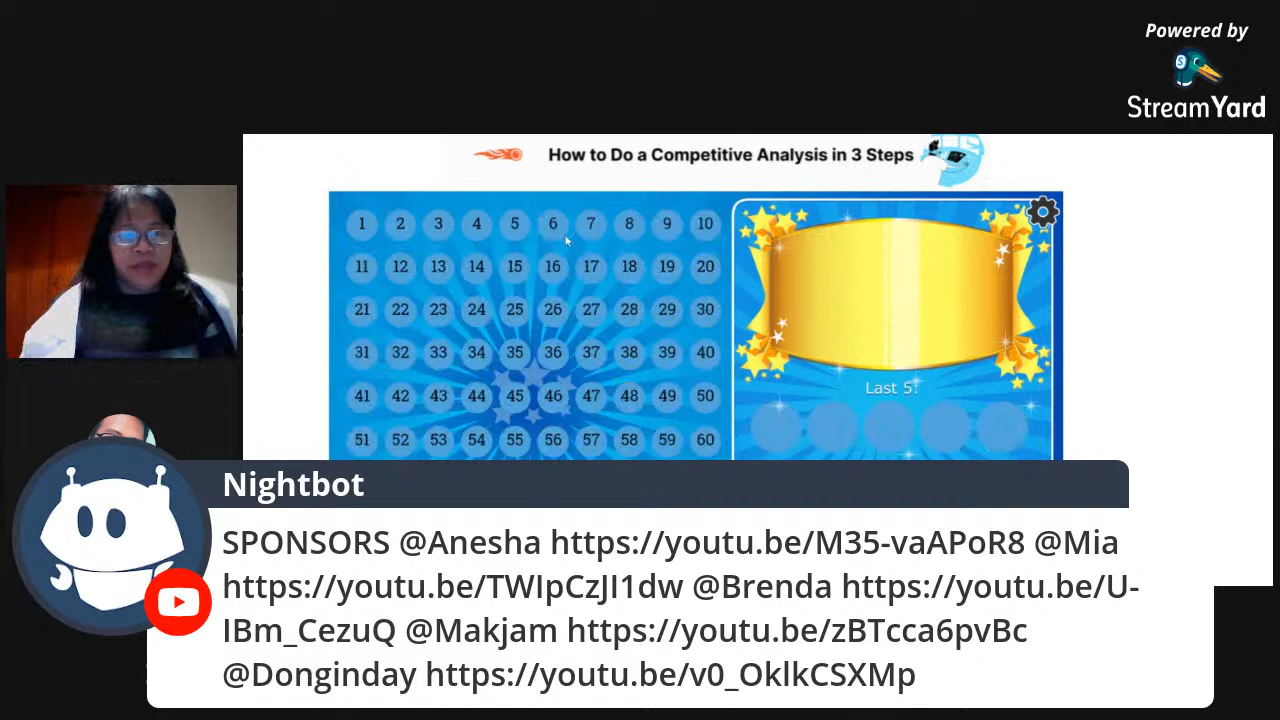 Powered by
StreamYard
How to Do a Competitive Analysis in 3 Steps
1 2 3 4 5 6 7 8 9 10
11 12 13 14 15 16 17 18 19 20
21 22 23 24 25 26 27 28 29 30
31 32 33 34 35 36 37 38 39 40
41 42 43 44 45 46 47 48 49 50
51 52 53 54 55 56 57 58 59 60
Last 5:
Nightbot
SPONSORS @Anesha https://youtu.be/M35-vaAPoR8 @Mia
https://youtu.be/TWIpCzJI1dw @Brenda https://youtu.be/U-
IBm_CezuQ @Makjam https://youtu.be/zBTcca6pvBc
@Donginday https://youtu.be/v0_OklkCSXMp